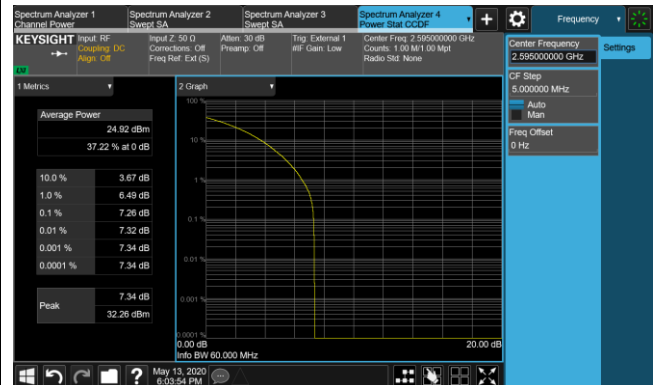 Spectrum Analyzer 1
Channel Power
Spectrum Analyzer 2
Swept SA
Spectrum Analyzer 3
Swept SA
Spectrum Analyzer 4
Power Stat CCDF
+
Frequency
KEYSIGHT
Input: RF
Coupling: DC
Align: Off
Input Z: 50 Ω
Corrections: Off
Freq Ref: Ext (S)
Atten: 30 dB
Preamp: Off
Trig: External 1
#IF Gain: Low
Center Freq: 2.595000000 GHz
Counts: 1.00 M/1.00 Mpt
Radio Std: None
LXI
1 Metrics
2 Graph
Average Power
24.92 dBm
37.22 % at 0 dB
10.0 % 3.67 dB
1.0 % 6.49 dB
0.1 % 7.26 dB
0.01 % 7.32 dB
0.001 % 7.34 dB
0.0001 % 7.34 dB
Peak
7.34 dB
32.26 dBm
100 %
10 %
1 %
0.1 %
0.01 %
0.001 %
0.0001 %
0.00 dB
20.00 dB
Info BW 60.000 MHz
Center Frequency
2.595000000 GHz
Settings
CF Step
5.000000 MHz
Auto
Man
Freq Offset
0 Hz
?
May 13, 2020
6:03:54 PM